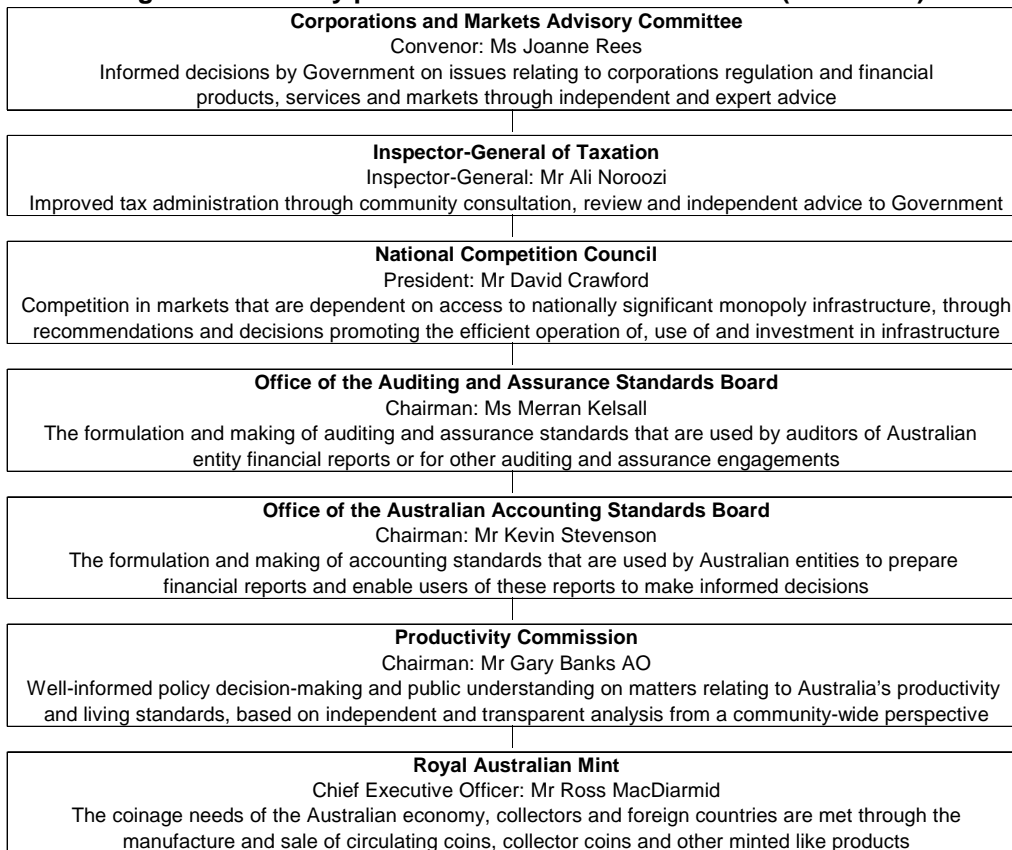 Corporations and Markets Advisory Committee
Convenor: Ms Joanne Rees
Informed decisions by Government on issues relating to corporations regulation and financial
products, services and markets through independent and expert advice
Inspector-General of Taxation
Inspector-General: Mr Ali Noroozi
Improved tax administration through community consultation, review and independent advice to Government
National Competition Council
President: Mr David Crawford
Competition in markets that are dependent on access to nationally significant monopoly infrastructure, through
recommendations and decisions promoting the efficient operation of, use of and investment in infrastructure
Office of the Auditing and Assurance Standards Board
Chairman: Ms Merran Kelsall
The formulation and making of auditing and assurance standards that are used by auditors of Australian
entity financial reports or for other auditing and assurance engagements
Office of the Australian Accounting Standards Board
Chairman: Mr Kevin Stevenson
The formulation and making of accounting standards that are used by Australian entities to prepare
financial reports and enable users of these reports to make informed decisions
Productivity Commission
Chairman: Mr Gary Banks AO
Well-informed policy decision-making and public understanding on matters relating to Australia’s productivity
and living standards, based on independent and transparent analysis from a community-wide perspective
Royal Australian Mint
Chief Executive Officer: Mr Ross MacDiarmid
The coinage needs of the Australian economy, collectors and foreign countries are met through the
manufacture and sale of circulating coins, collector coins and other minted like products